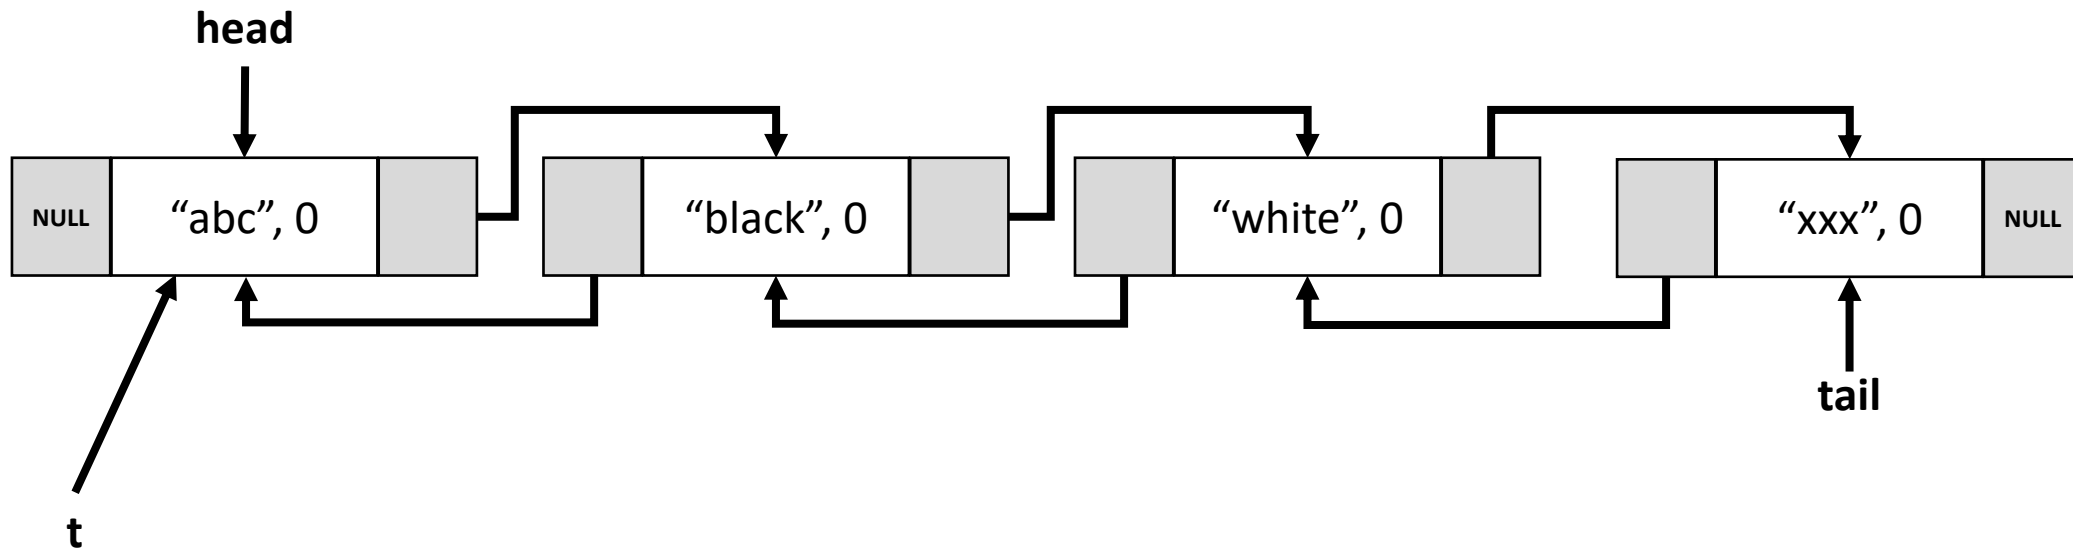 head
NULL
“abc”, 0
“black”, 0
“white”, 0
“xxx”, 0
NULL
tail
t